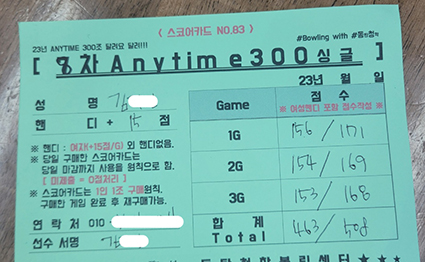 < 스코어카드 NO.83 >
23년 ANYTIME 300조 달려요 달려!!!
#Bowling with #동탄협력
[ 8차 Anytime300 싱글 ]
23년 월 일
성 명 김
핸 디 + 15 점
※ 핸디 : 여자(+15점/G) 외 핸디없음.
※ 당일 구매한 스코어카드는
당일 마감까지 사용을 원칙으로 함.
[ 미제출 = 0점처리 ]
※ 스코어카드는 1인 1조 구매원칙.
구매한 게임 완료 후 재구매가능.
연 락 처 010 -
선수 서명 김
Game 점 수
※ 여성핸디 포함 점수작성 ※
1G 156 / 171
2G 154 / 169
3G 153 / 168
합 계
Total 463 / 508